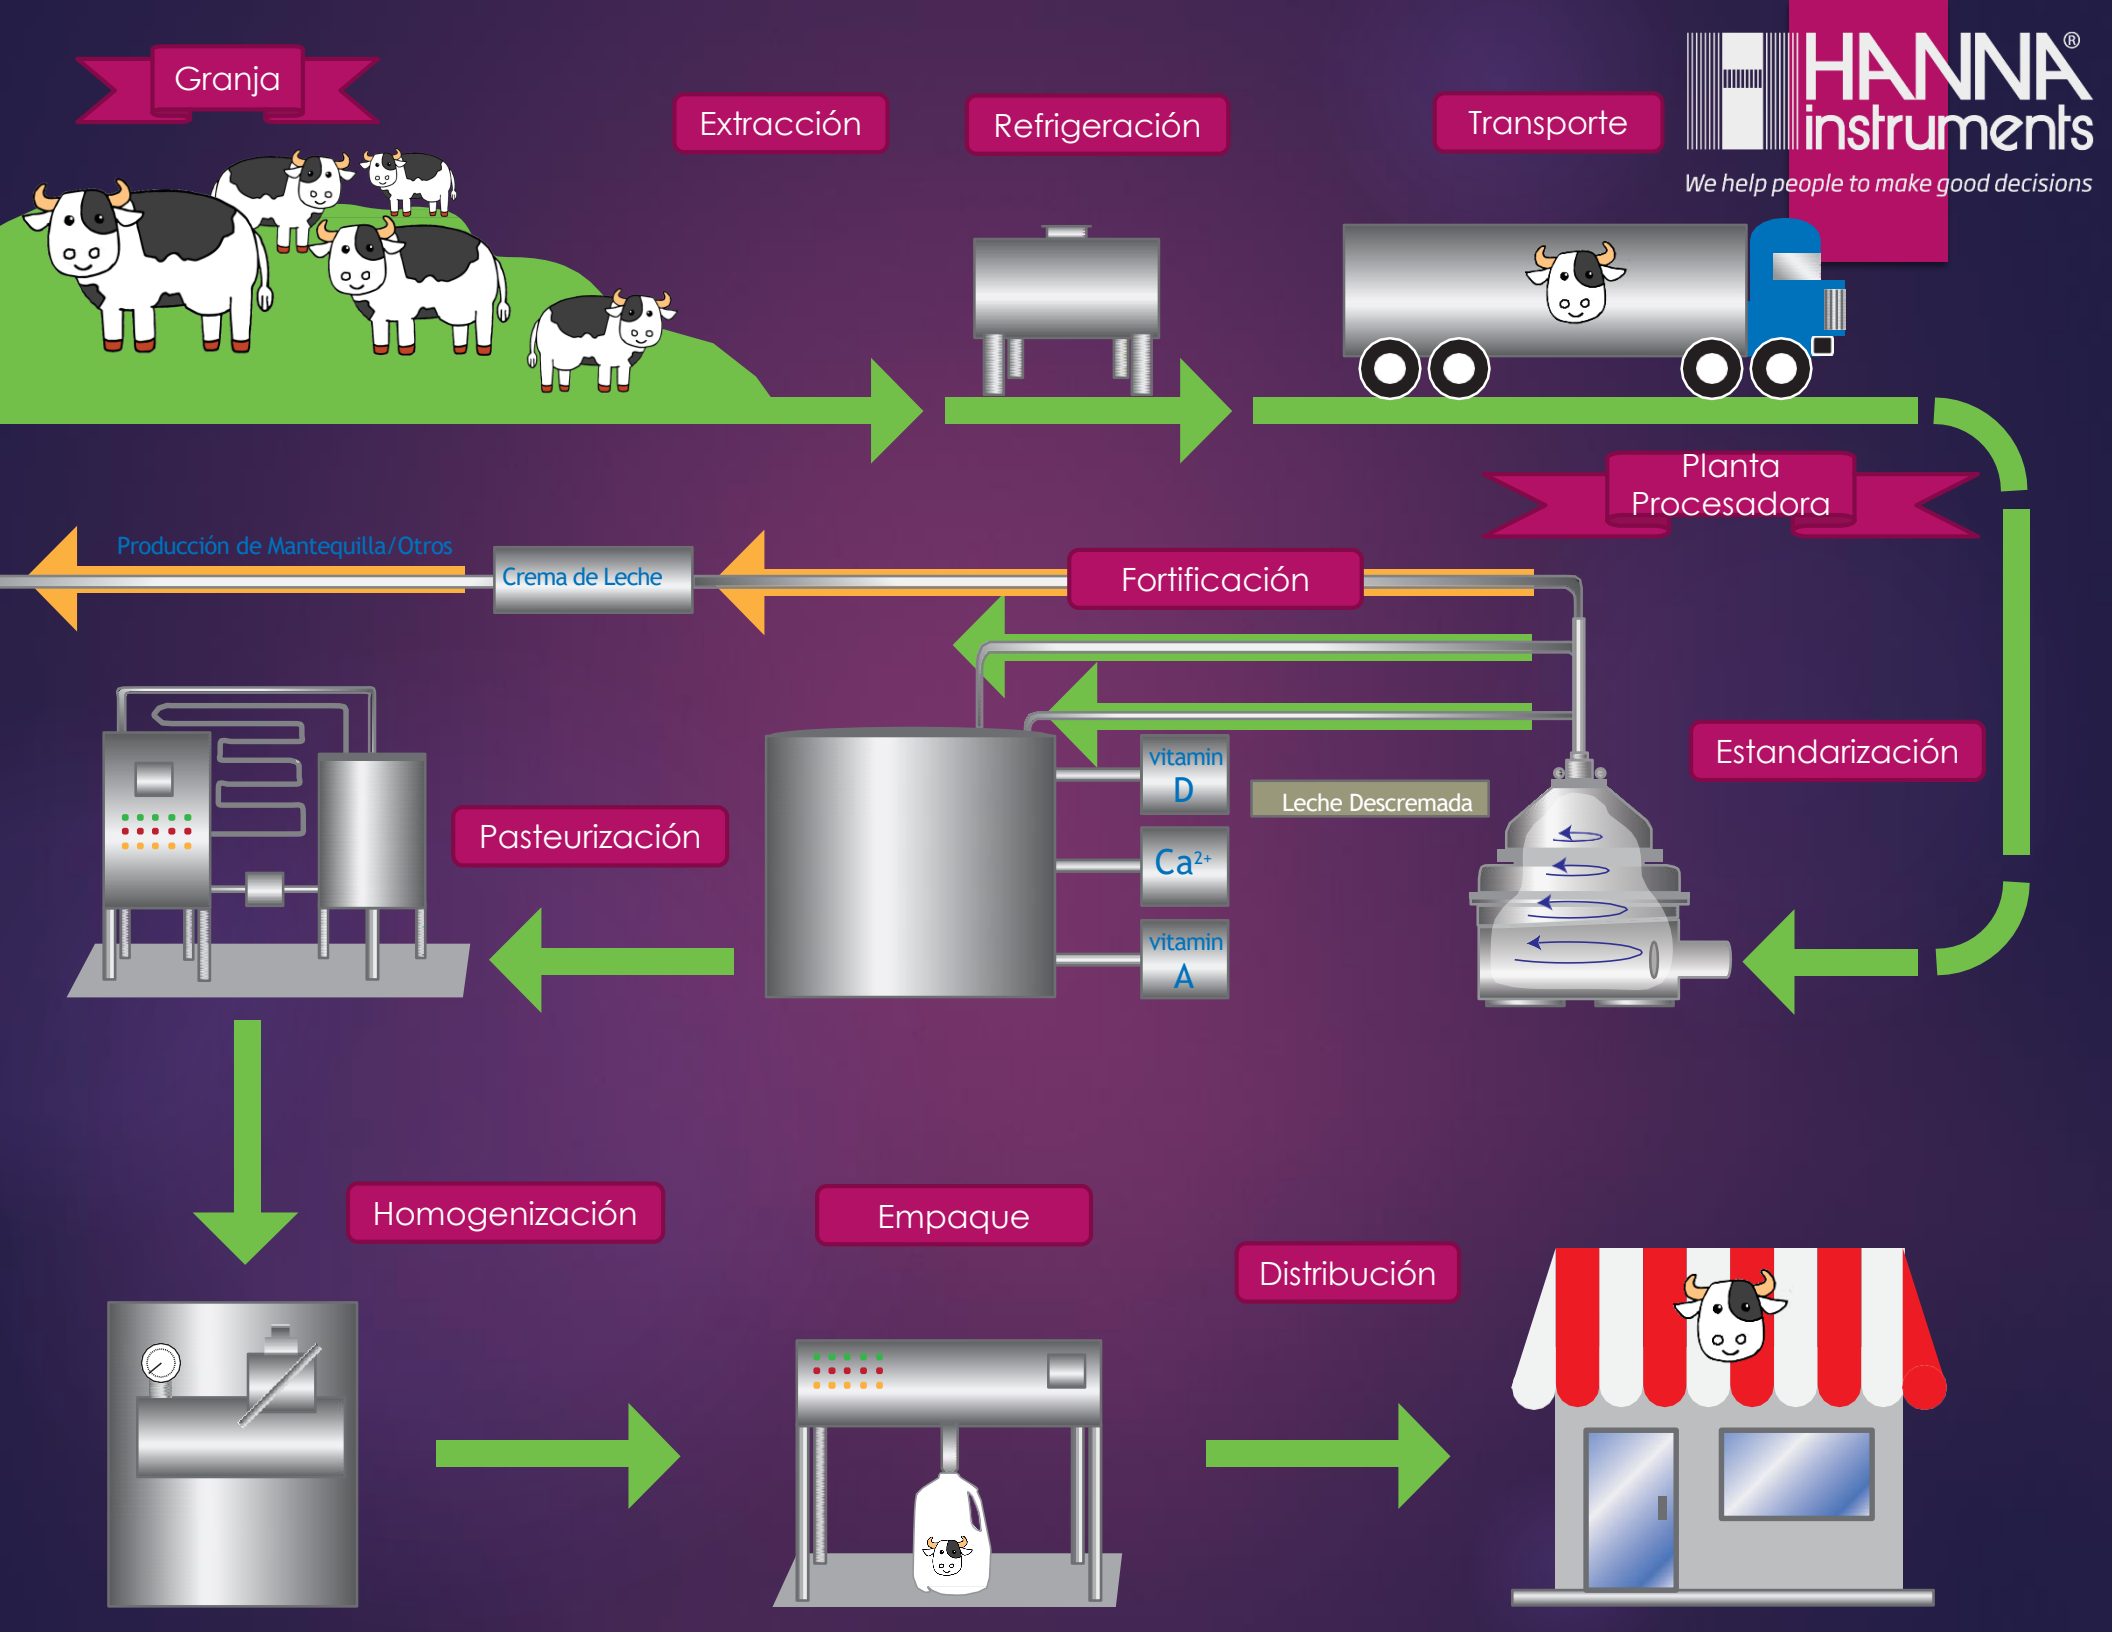 Granja
Extracción
Refrigeración
Transporte
HANNA®
instruments
We help people to make good decisions
Planta
Procesadora
Producción de Mantequilla/Otros
Crema de Leche
Fortificación
Estandarización
vitamin
D
Leche Descremada
Pasteurización
Ca²⁺
vitamin
A
Homogenización
Empaque
Distribución